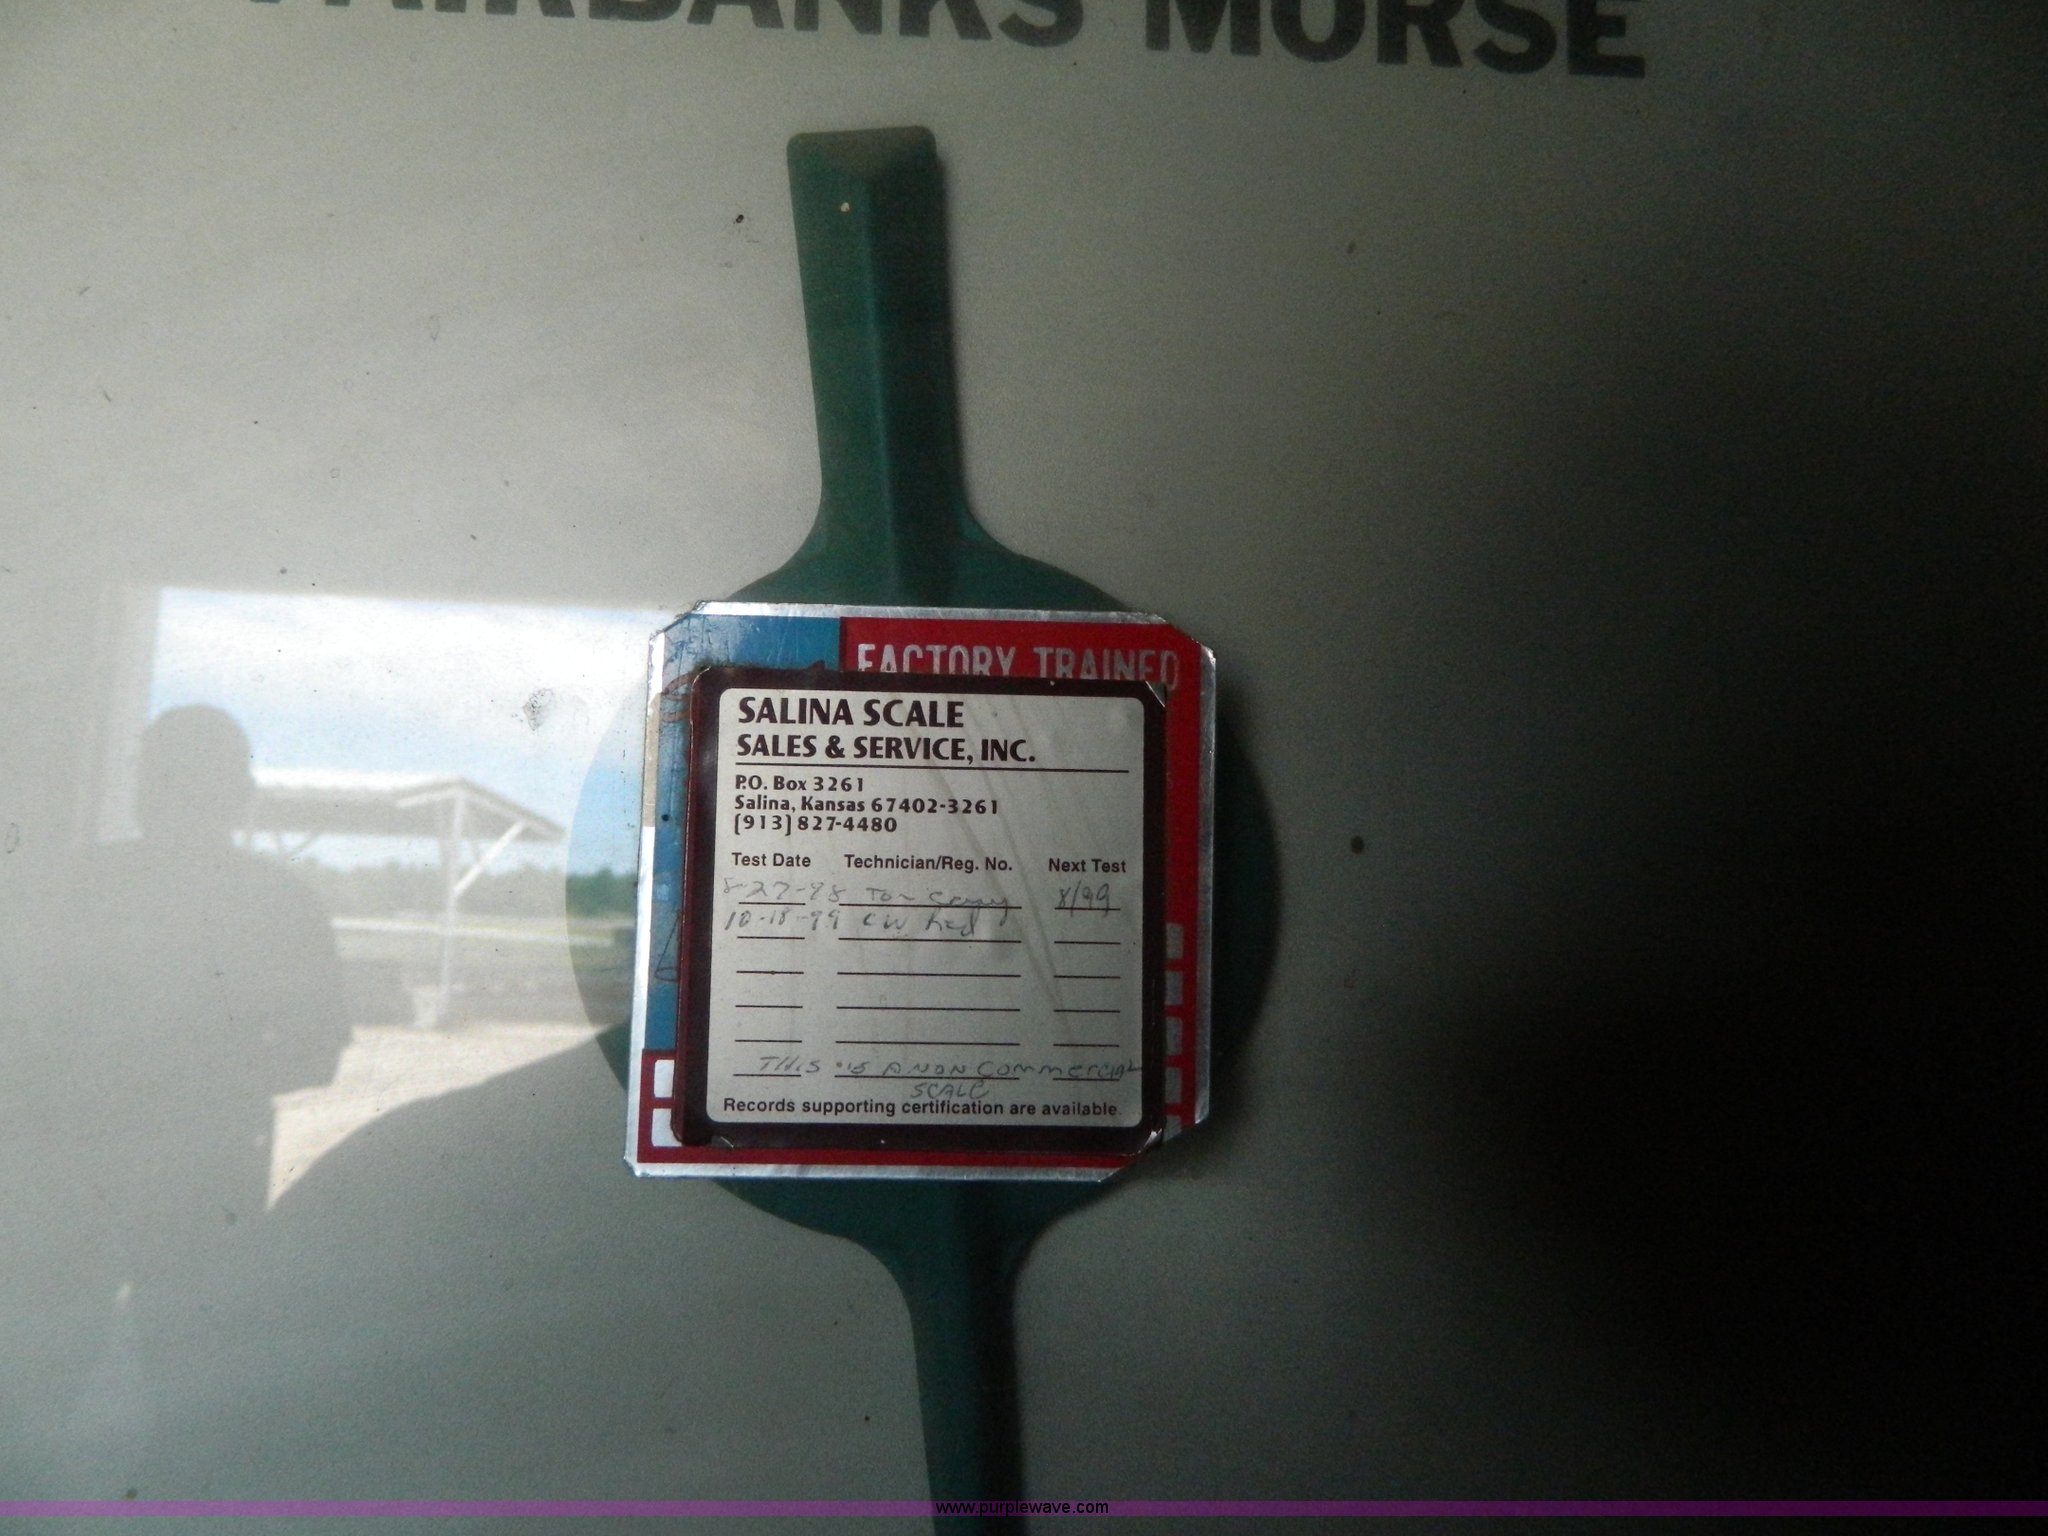 FAIRBANKS MORSE
FACTORY TRAINED
SALINA SCALE
SALES & SERVICE, INC.
P.O. Box 3261
Salina, Kansas 67402-3261
(913) 827-4480
Test Date Technician/Reg. No. Next Test
8-27-98 Tom 8/99
10-18-99 CW
THIS is A NON COMMERCIAL
SCALE
Records supporting certification are available.
www.purplewave.com